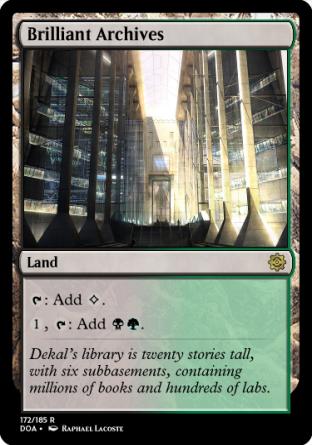 Brilliant Archives
Land
: Add .
1 , : Add .
Dekal's library is twenty stories tall,
with six subbasements, containing
millions of books and hundreds of labs.
172/185 R
DOA • Raphael Lacoste